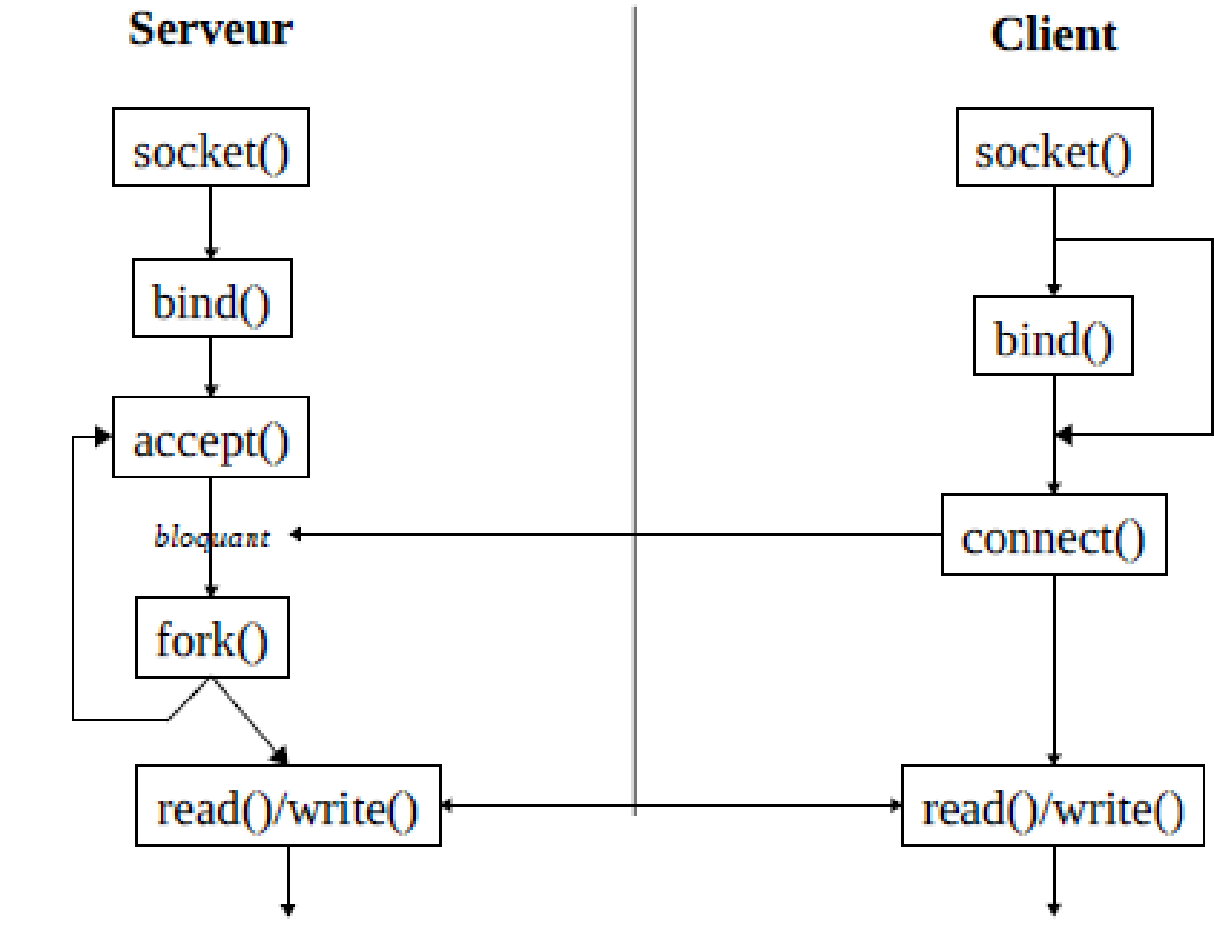 Serveur
socket()
bind()
accept()
bloquant
fork()
read()/write()
Client
socket()
bind()
connect()
read()/write()